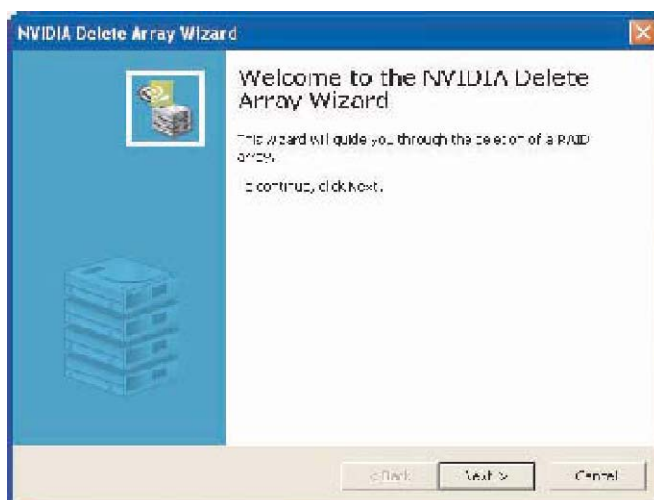 NVIDIA Delete Array Wizard
Welcome to the NVIDIA Delete
Array Wizard
This wizard will guide you through the deletion of a RAID
array.
To continue, click Next.
< Back
Next >
Cancel